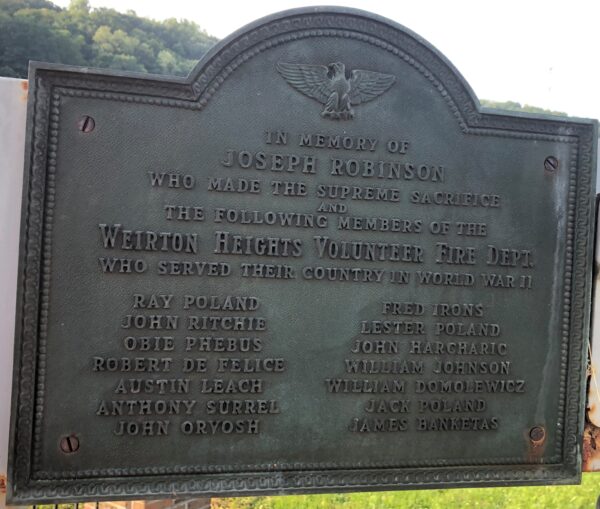 IN MEMORY OF
JOSEPH ROBINSON
WHO MADE THE SUPREME SACRIFICE
AND
THE FOLLOWING MEMBERS OF THE
WEIRTON HEIGHTS VOLUNTEER FIRE DEPT.
WHO SERVED THEIR COUNTRY IN WORLD WAR II
RAY POLAND
JOHN RITCHIE
OBIE PHEBUS
ROBERT DE FELICE
AUSTIN LEACH
ANTHONY SURREL
JOHN ORVOSH
FRED IRONS
LESTER POLAND
JOHN HARCHARIC
WILLIAM JOHNSON
WILLIAM DOMOLEWICZ
JACK POLAND
JAMES BANKETAS